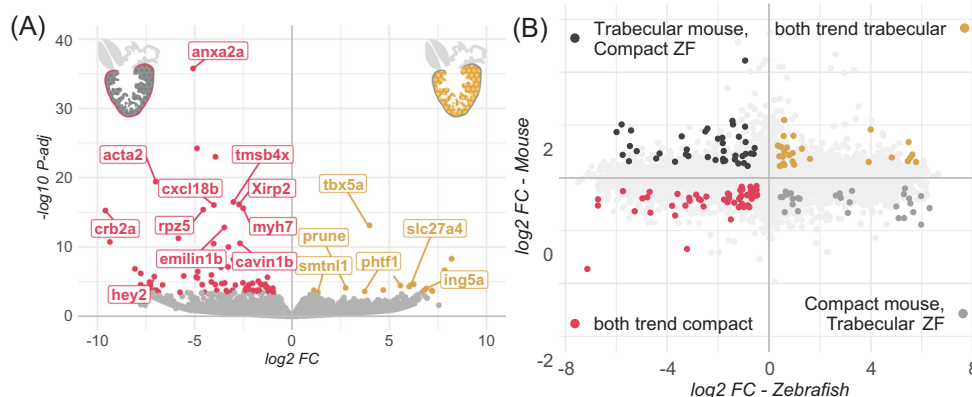 (A)
40
30
20
10
0
-log10 P-adj
-10
-5
0
5
10
log2 FC
anxa2a
acta2
tmsb4x
cxcl18b
Xirp2
tbx5a
crb2a
rpz5
myh7
prune
slc27a4
emilin1b
cavin1b
smtnl1
phtf1
hey2
ing5a
(B)
Trabecular mouse,
Compact ZF
both trend trabecular
2
0
-2
log2 FC - Mouse
both trend compact
Compact mouse,
Trabecular ZF
-8
-4
0
4
8
log2 FC - Zebrafish